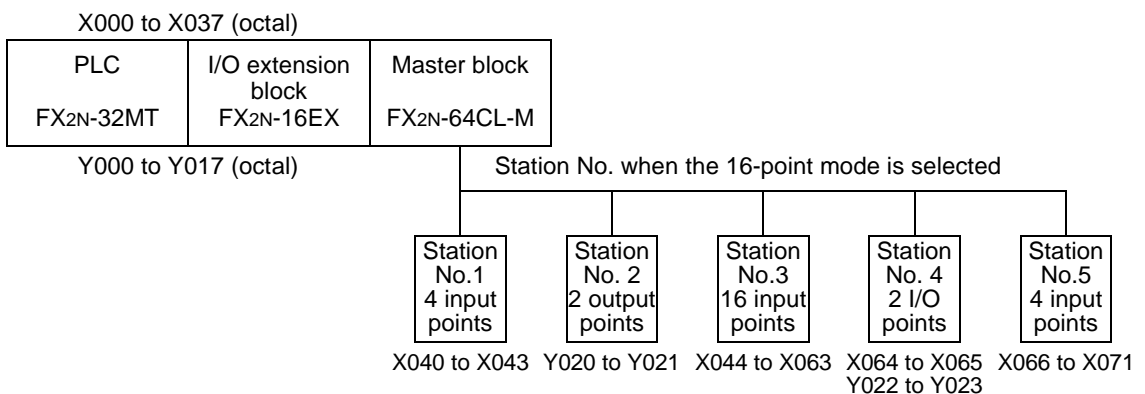 X000 to X037 (octal)
PLC
FX2N-32MT
I/O extension
block
FX2N-16EX
Master block
FX2N-64CL-M
Y000 to Y017 (octal)
Station No. when the 16-point mode is selected
Station
No.1
4 input
points
Station
No. 2
2 output
points
Station
No.3
16 input
points
Station
No. 4
2 I/O
points
Station
No.5
4 input
points
X040 to X043
Y020 to Y021
X044 to X063
X064 to X065
Y022 to Y023
X066 to X071